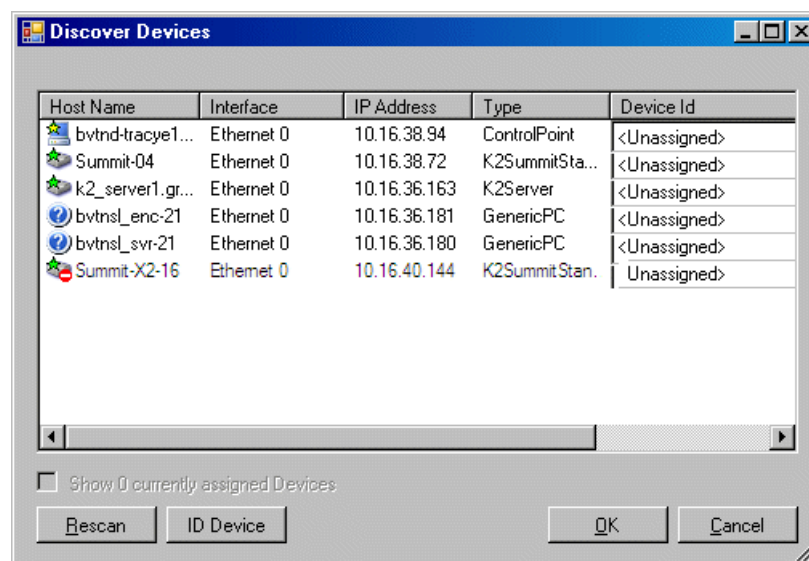 Discover Devices
Host Name Interface IP Address Type Device Id
bvtnd-tracye1... Ethernet 0 10.16.38.94 ControlPoint <Unassigned>
Summit-04 Ethernet 0 10.16.38.72 K2SummitSta... <Unassigned>
k2_server1.gr... Ethernet 0 10.16.36.163 K2Server <Unassigned>
bvtnsl_enc-21 Ethernet 0 10.16.36.181 GenericPC <Unassigned>
bvtnsl_svr-21 Ethernet 0 10.16.36.180 GenericPC <Unassigned>
Summit-X2-16 Ethernet 0 10.16.40.144 K2SummitStan. Unassigned>
Show 0 currently assigned Devices
Rescan ID Device OK Cancel